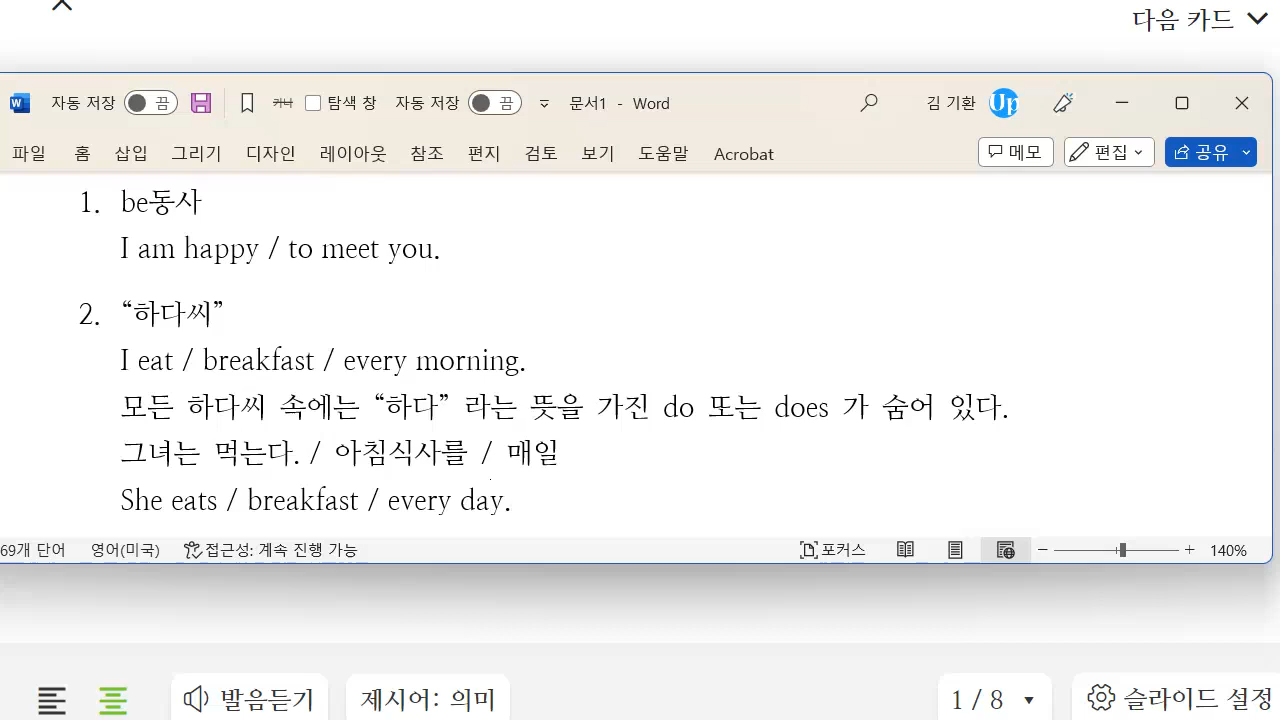 다음 카드
자동 저장 끔 가나 탐색 창 자동 저장 끔 문서1 - Word 김 기환 Up
파일 홈 삽입 그리기 디자인 레이아웃 참조 편지 검토 보기 도움말 Acrobat 메모 편집 공유
1. be동사
I am happy / to meet you.
2. “하다씨”
I eat / breakfast / every morning.
모든 하다씨 속에는 “하다” 라는 뜻을 가진 do 또는 does 가 숨어 있다.
그녀는 먹는다. / 아침식사를 / 매일
She eats / breakfast / every day.
69개 단어 영어(미국) 접근성: 계속 진행 가능 포커스 140%
발음듣기 제시어: 의미 1 / 8 슬라이드 설정